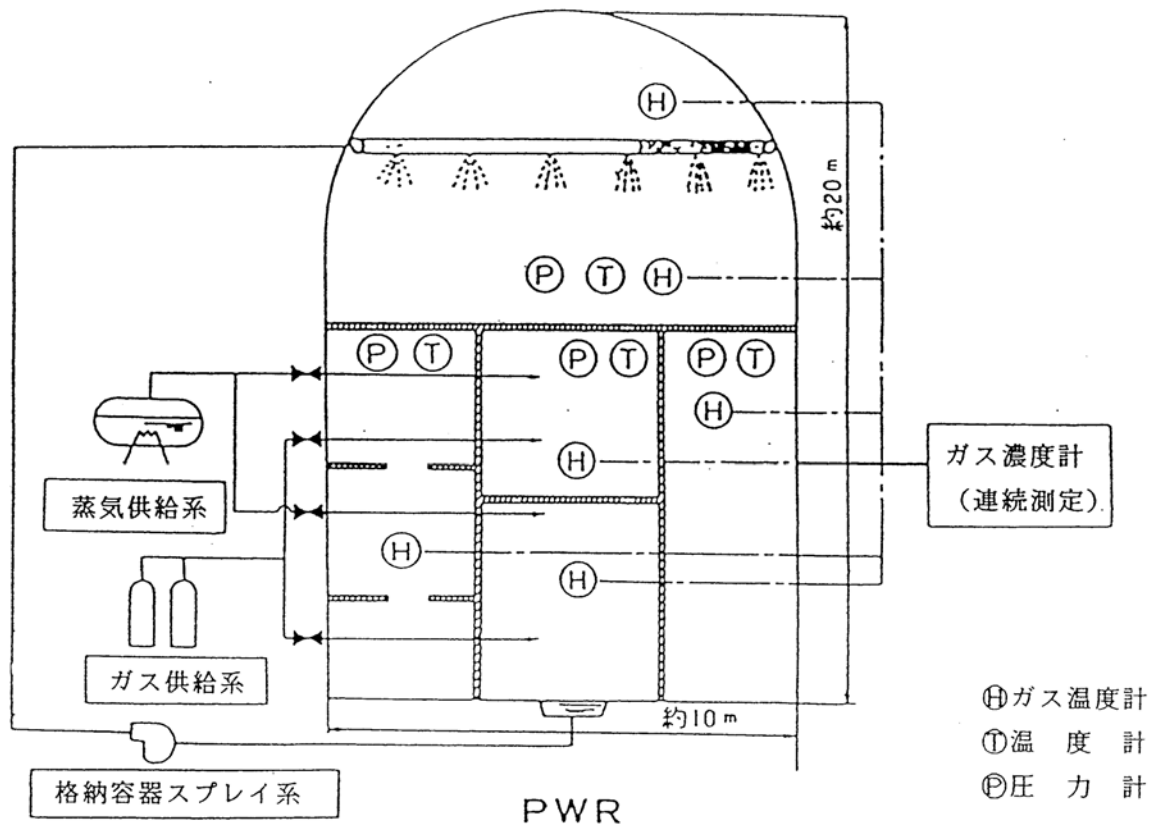 Ⓗ
約20m
Ⓟ Ⓣ Ⓗ
Ⓟ Ⓣ
Ⓟ Ⓣ
Ⓟ Ⓣ
Ⓗ
Ⓗ
ガス濃度計
(連続測定)
蒸気供給系
Ⓗ
Ⓗ
ガス供給系
約10m
格納容器スプレイ系
Ⓗガス温度計
Ⓣ温度計
Ⓟ圧力計
PWR